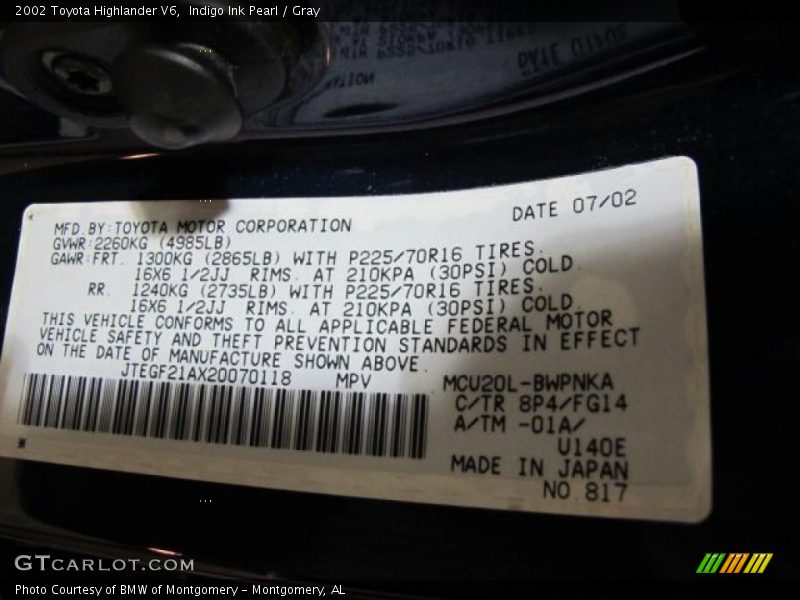 2002 Toyota Highlander V6, Indigo Ink Pearl / Gray
DATE 07/02
MFD.BY:TOYOTA MOTOR CORPORATION
GVWR:2260KG (4985LB)
GAWR:FRT. 1300KG (2865LB) WITH P225/70R16 TIRES.
16X6 1/2JJ RIMS. AT 210KPA (30PSI) COLD.
RR. 1240KG (2735LB) WITH P225/70R16 TIRES.
16X6 1/2JJ RIMS. AT 210KPA (30PSI) COLD.
THIS VEHICLE CONFORMS TO ALL APPLICABLE FEDERAL MOTOR
VEHICLE SAFETY AND THEFT PREVENTION STANDARDS IN EFFECT
ON THE DATE OF MANUFACTURE SHOWN ABOVE.
JTEGF21AX20070118 MPV
MCU20L-BWPNKA
C/TR 8P4/FG14
A/TM -01A/
U140E
MADE IN JAPAN
NO.817
GTCARLOT.COM
Photo Courtesy of BMW of Montgomery - Montgomery, AL